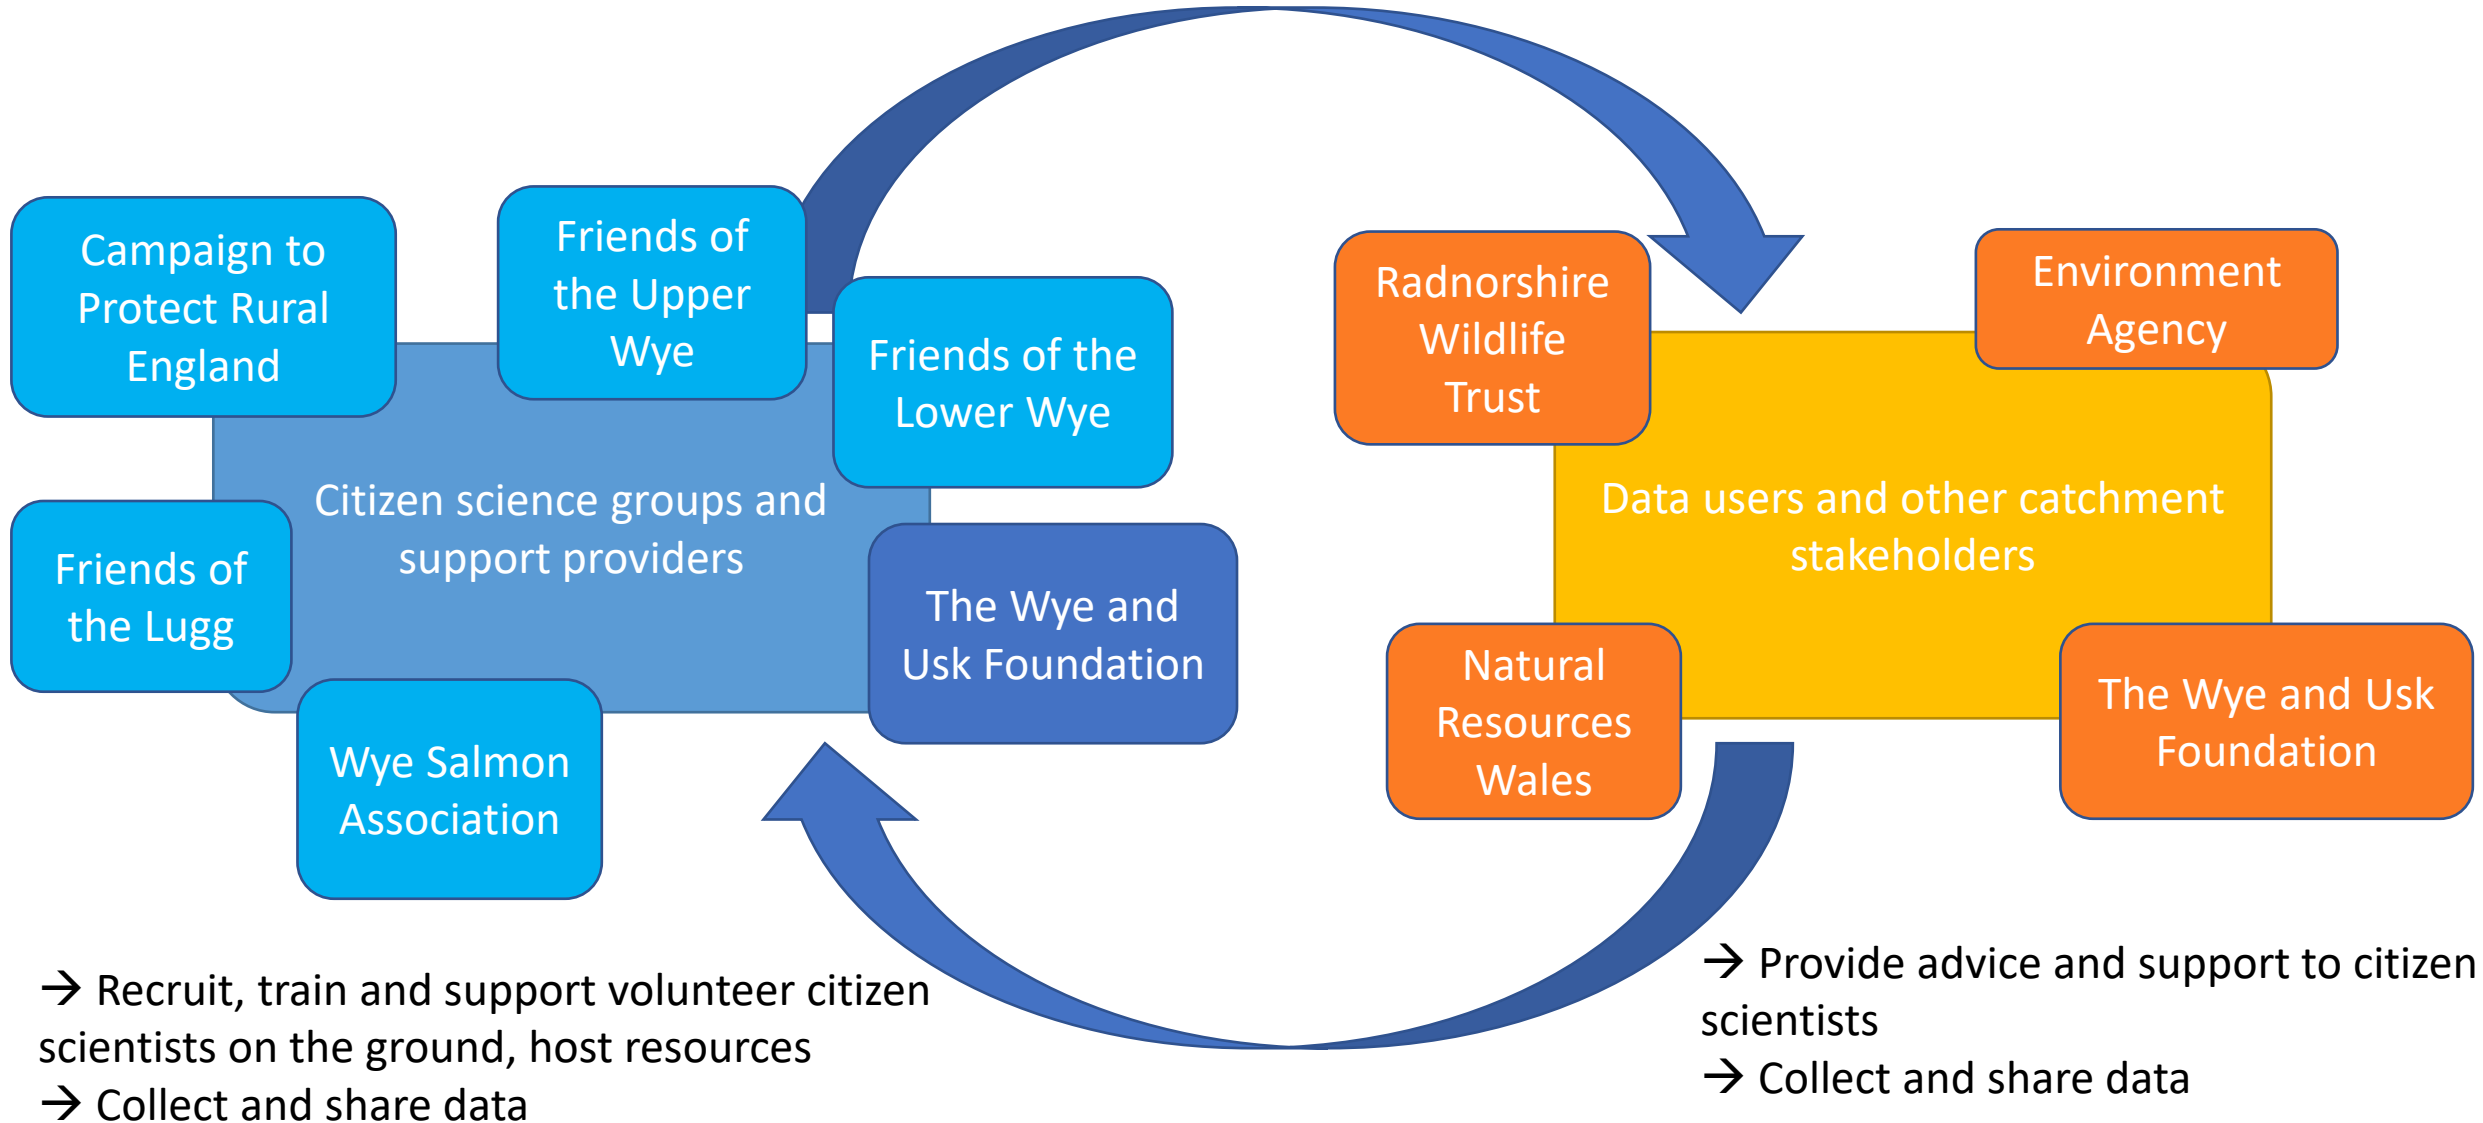 Campaign to
Protect Rural
England
Friends of
the Upper
Wye
Friends of the
Lower Wye
Citizen science groups and
support providers
Friends of
the Lugg
The Wye and
Usk Foundation
Wye Salmon
Association
→ Recruit, train and support volunteer citizen
scientists on the ground, host resources
→ Collect and share data
Radnorshire
Wildlife
Trust
Environment
Agency
Data users and other catchment
stakeholders
Natural
Resources
Wales
The Wye and Usk
Foundation
→ Provide advice and support to citizen
scientists
→ Collect and share data